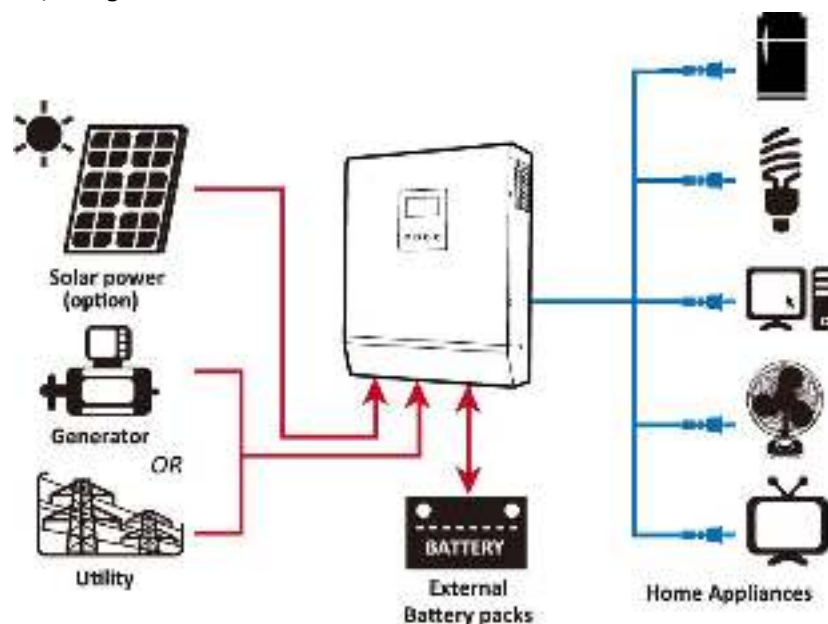 Solar power
(option)
Generator
OR
Utility
BATTERY
External
Battery packs
Home Appliances